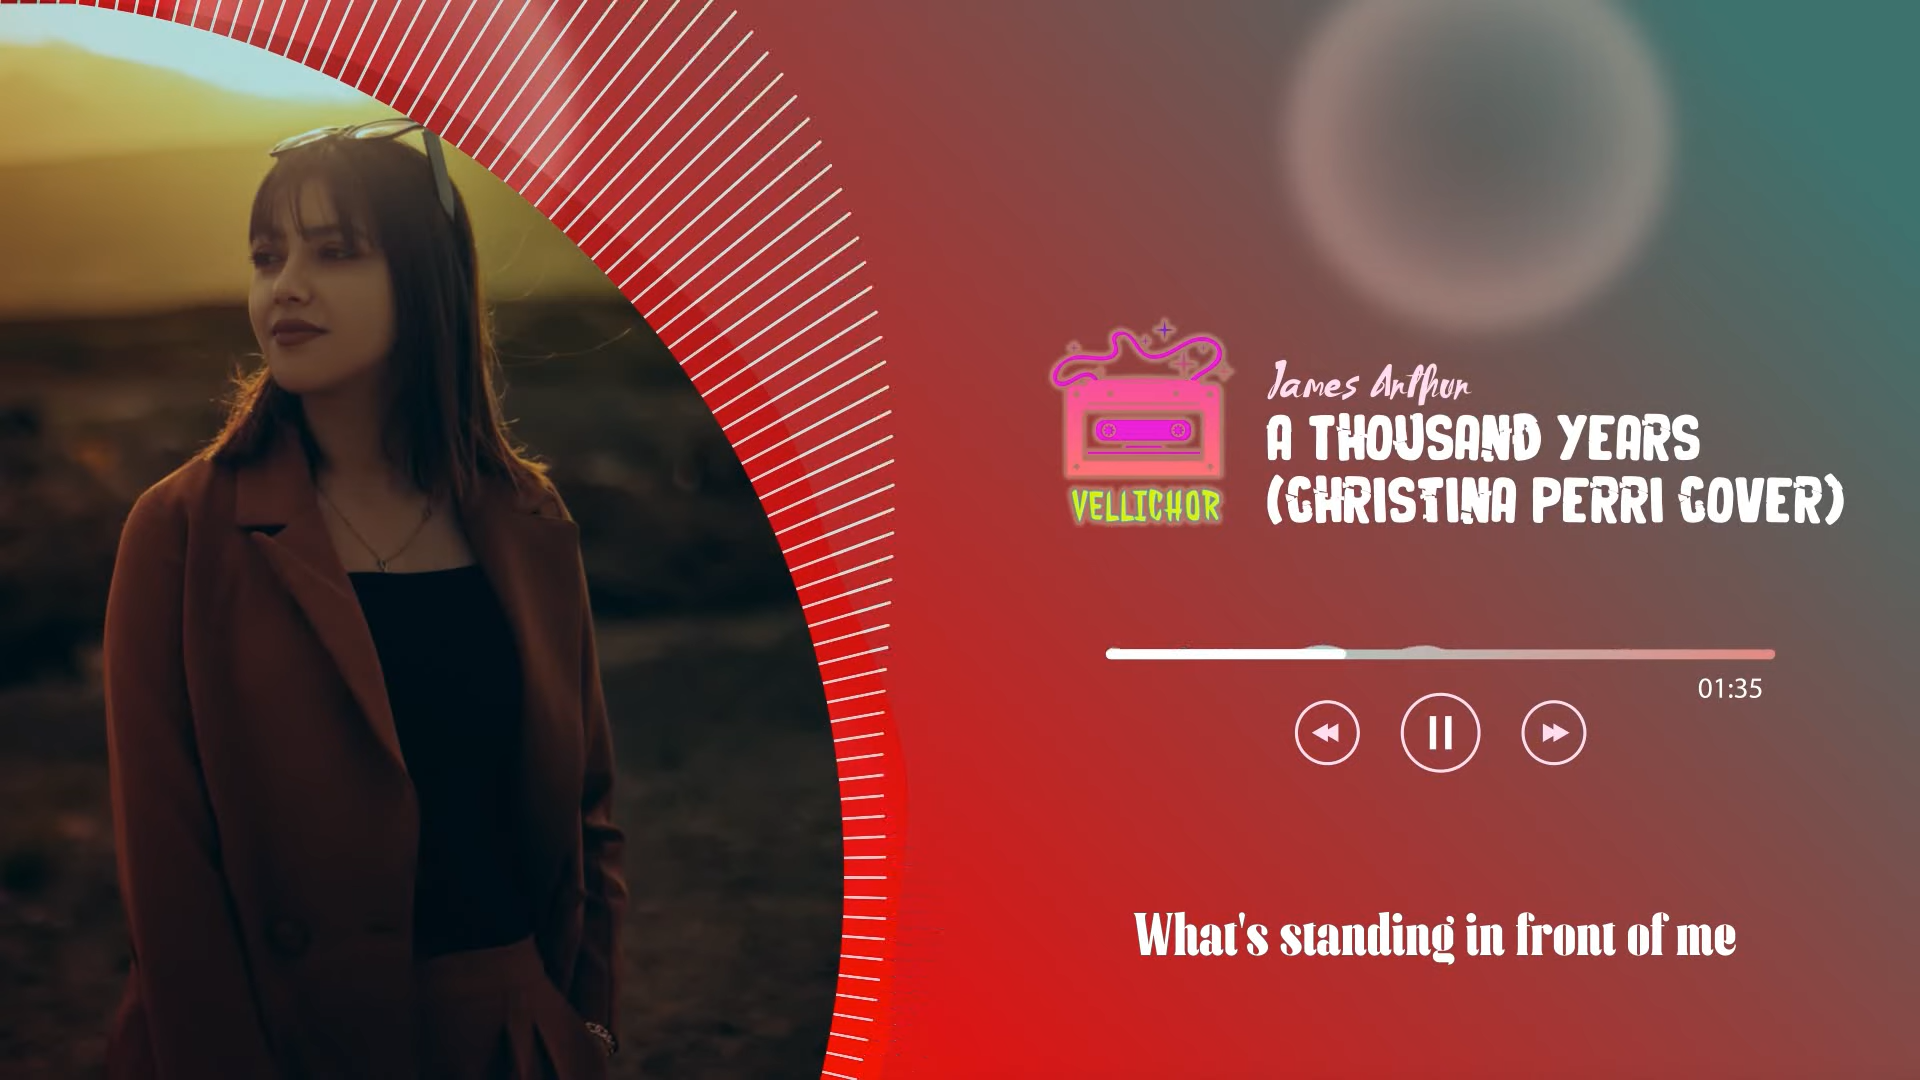 James Arthur
A THOUSAND YEARS
(CHRISTINA PERRI COVER)
VELLICHOR
01:35
What's standing in front of me